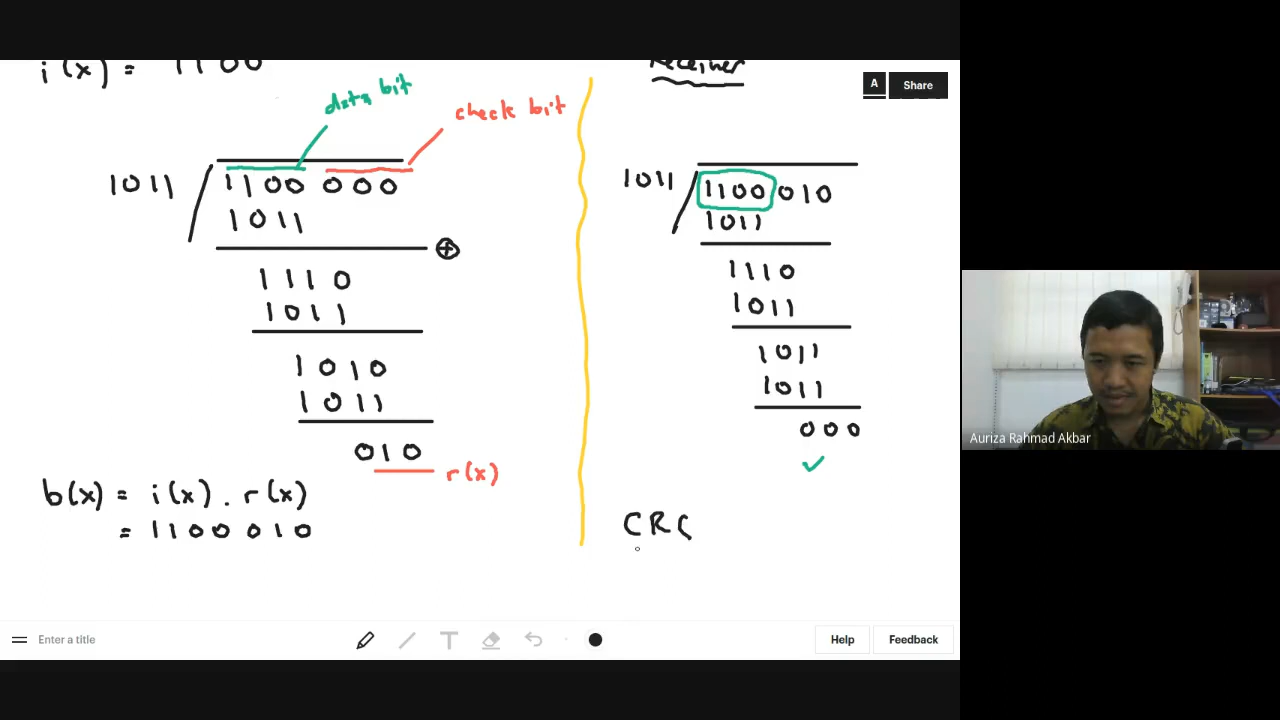 i(x) = 1100
data bit
check bit
1011
1100 000
1011
⊕
1110
1011
1010
1011
010
r(x)
b(x) = i(x) . r(x)
= 1100 010
Receiver
A
Share
1011
1100 010
1011
1110
1011
1011
1011
000
✓
CRC
Auriza Rahmad Akbar
Enter a title
T
Help
Feedback